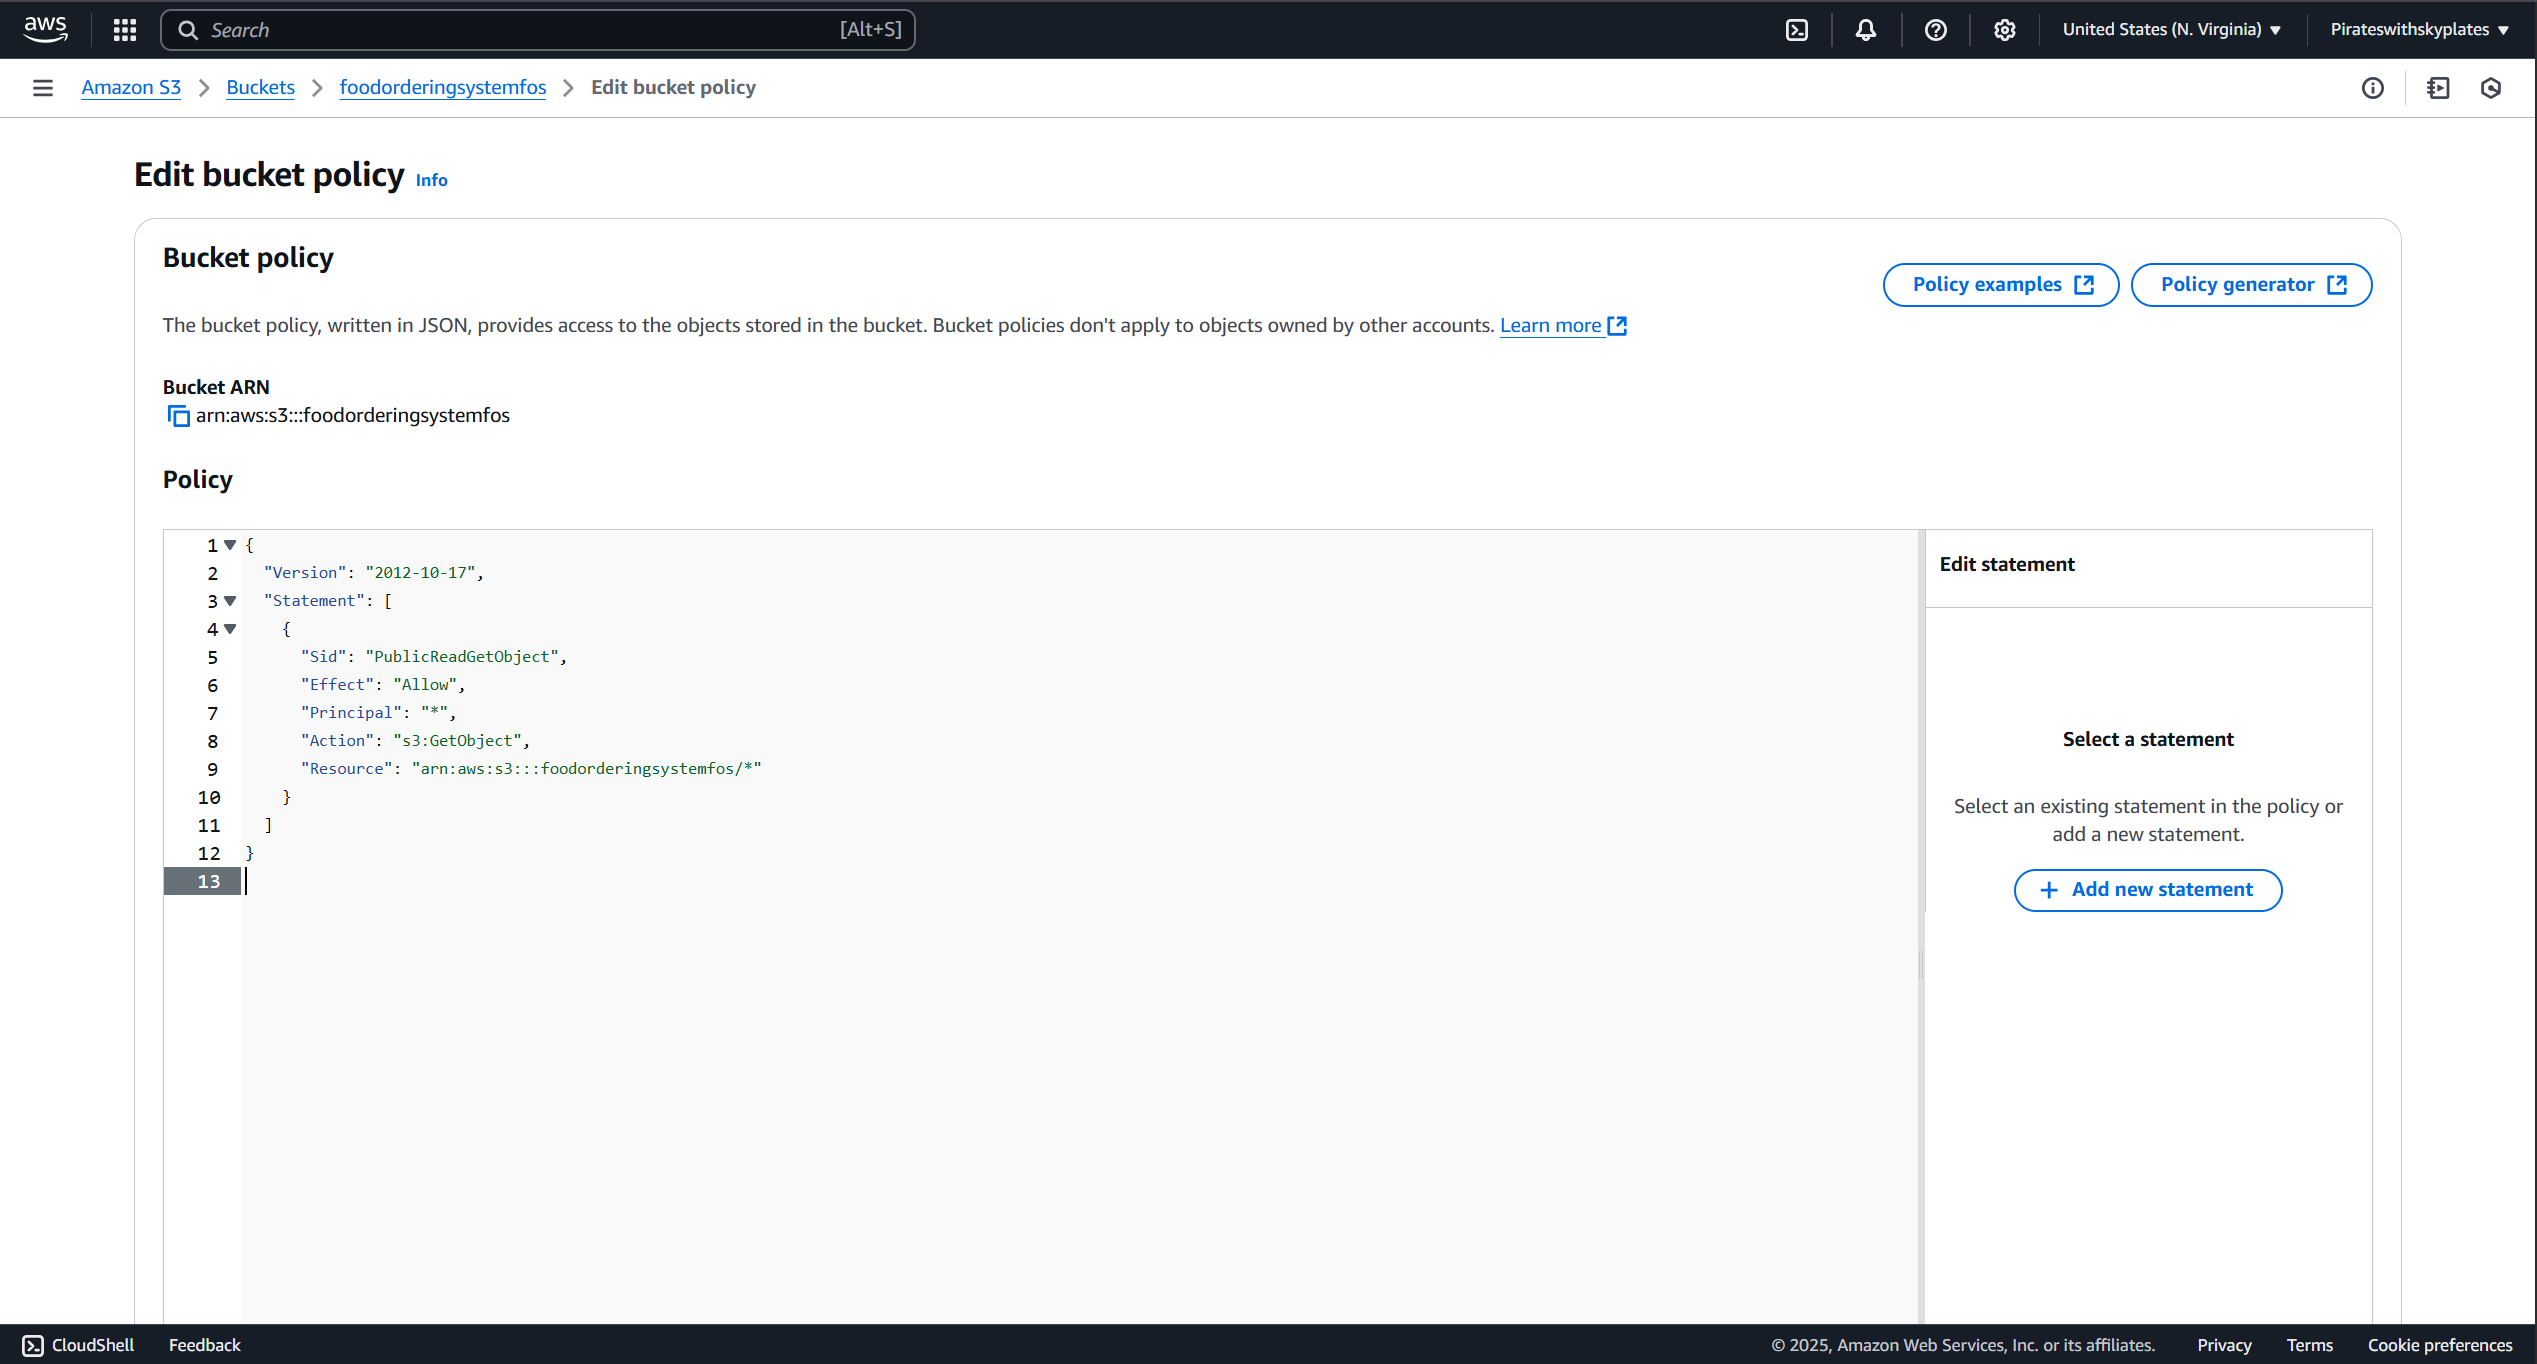 aws
Search
[Alt+S]
United States (N. Virginia)
Pirateswithskyplates
Amazon S3
Buckets
foodorderingsystemfos
Edit bucket policy
Edit bucket policy Info
Bucket policy
Policy examples
Policy generator
The bucket policy, written in JSON, provides access to the objects stored in the bucket. Bucket policies don't apply to objects owned by other accounts. Learn more
Bucket ARN
arn:aws:s3:::foodorderingsystemfos
Policy
1 {
2 "Version": "2012-10-17",
3 "Statement": [
4 {
5 "Sid": "PublicReadGetObject",
6 "Effect": "Allow",
7 "Principal": "*",
8 "Action": "s3:GetObject",
9 "Resource": "arn:aws:s3:::foodorderingsystemfos/*"
10 }
11 ]
12 }
13
Edit statement
Select a statement
Select an existing statement in the policy or
add a new statement.
Add new statement
CloudShell
Feedback
© 2025, Amazon Web Services, Inc. or its affiliates.
Privacy
Terms
Cookie preferences